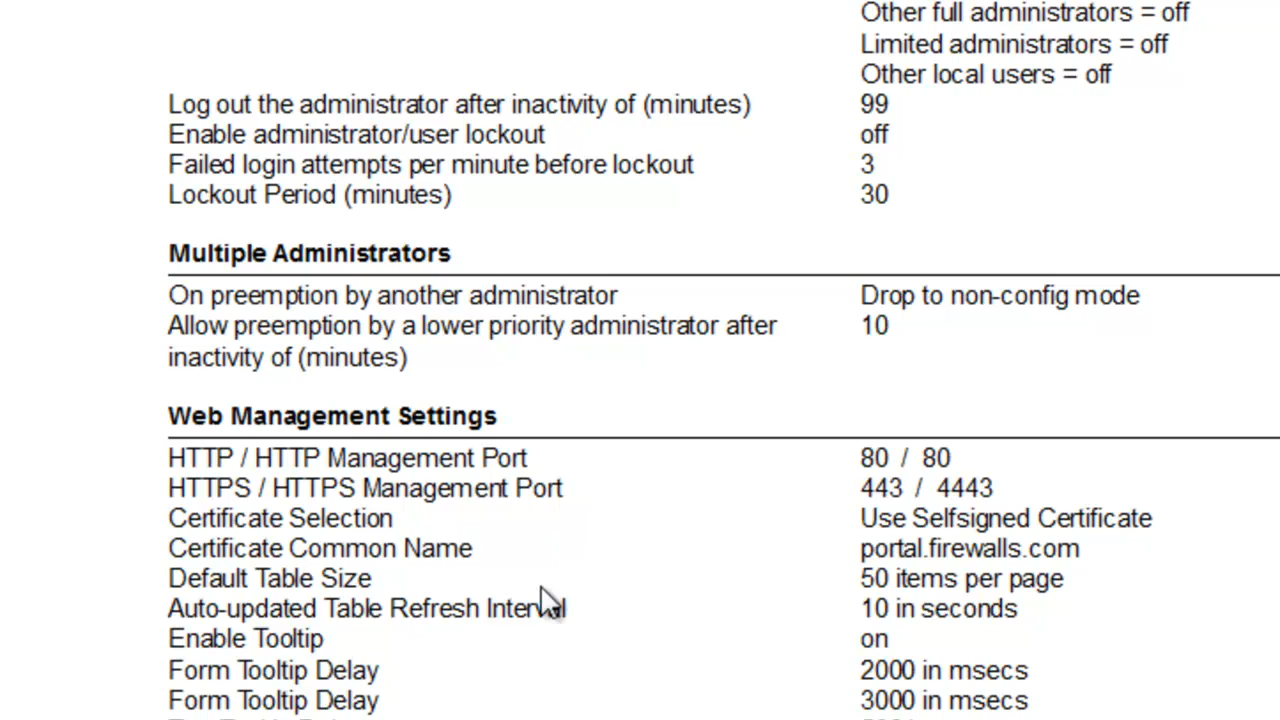 Other full administrators = off
Limited administrators = off
Other local users = off
Log out the administrator after inactivity of (minutes) 99
Enable administrator/user lockout off
Failed login attempts per minute before lockout 3
Lockout Period (minutes) 30
Multiple Administrators
On preemption by another administrator Drop to non-config mode
Allow preemption by a lower priority administrator after 10
inactivity of (minutes)
Web Management Settings
HTTP / HTTP Management Port 80 / 80
HTTPS / HTTPS Management Port 443 / 4443
Certificate Selection Use Selfsigned Certificate
Certificate Common Name portal.firewalls.com
Default Table Size 50 items per page
Auto-updated Table Refresh Interval 10 in seconds
Enable Tooltip on
Form Tooltip Delay 2000 in msecs
Form Tooltip Delay 3000 in msecs